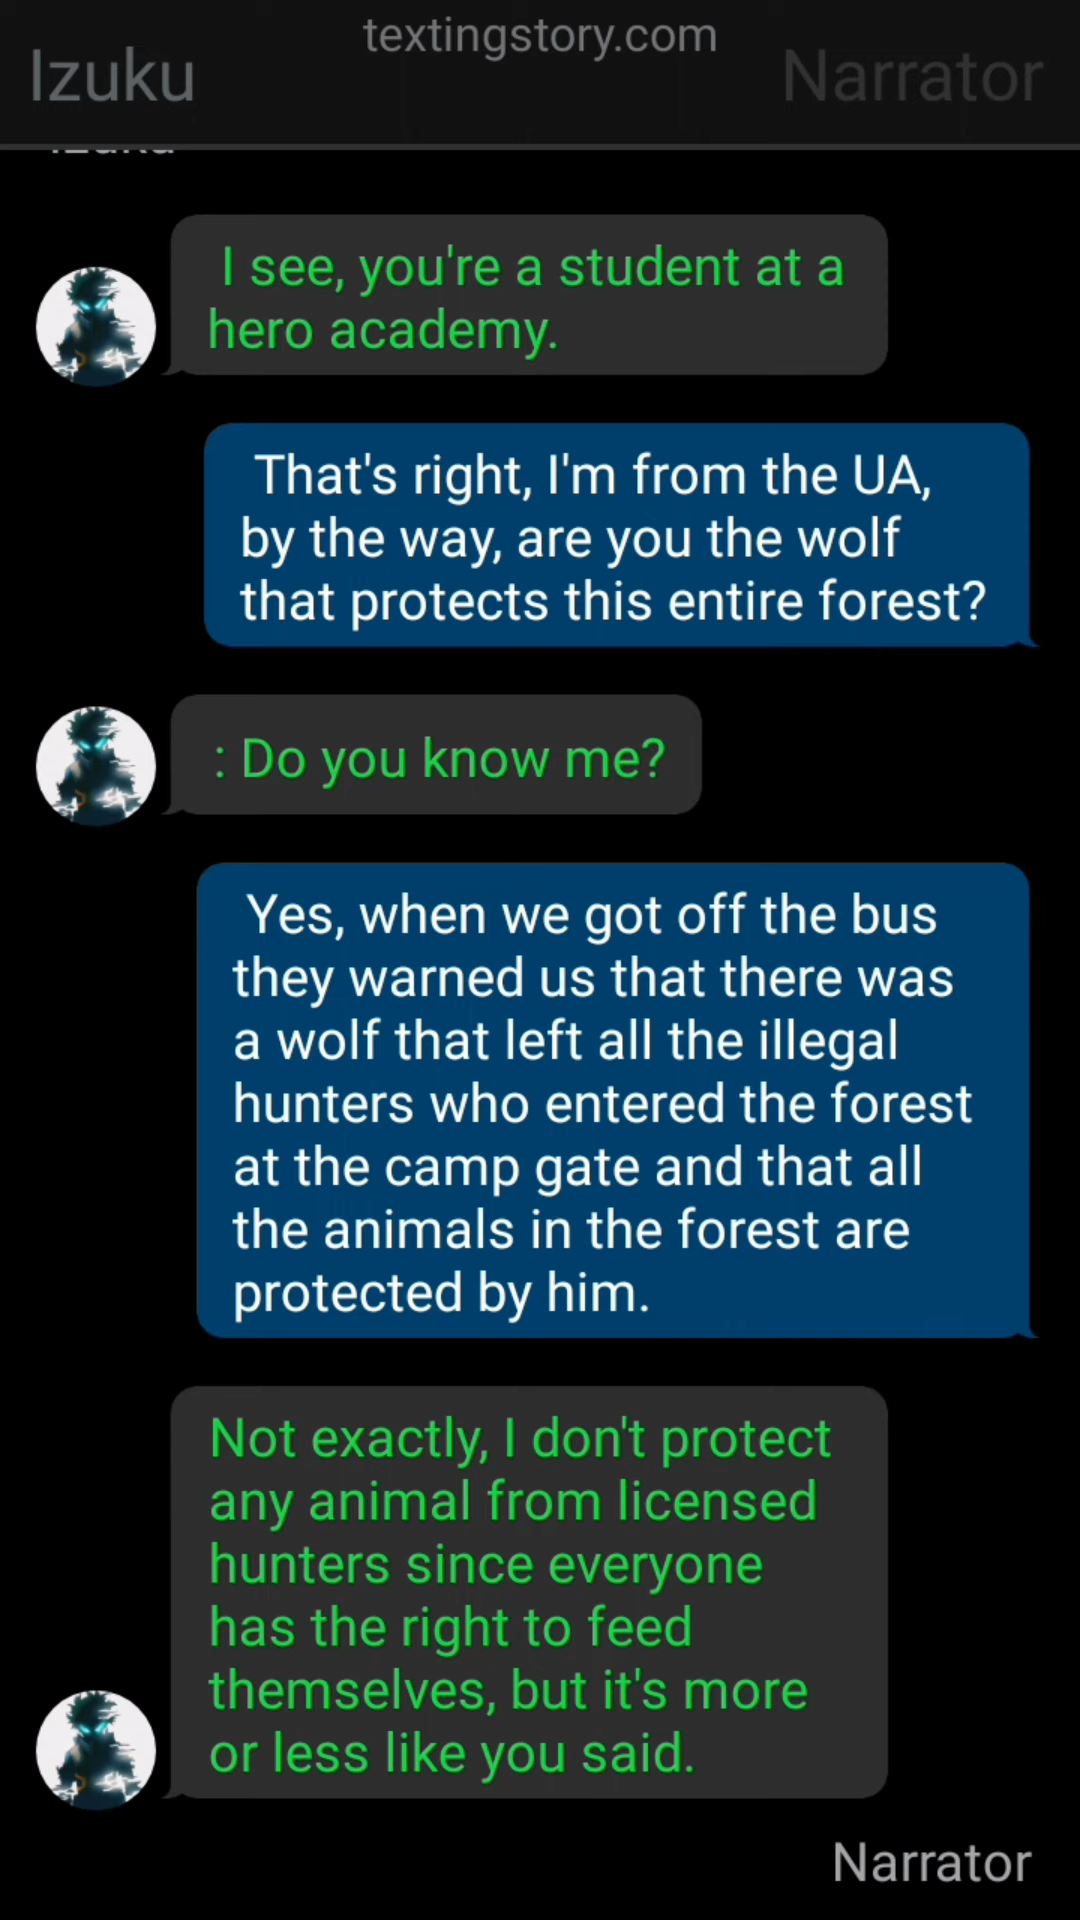 textingstory.com
Izuku
Narrator
Izuku
I see, you're a student at a
hero academy.
That's right, I'm from the UA,
by the way, are you the wolf
that protects this entire forest?
: Do you know me?
Yes, when we got off the bus
they warned us that there was
a wolf that left all the illegal
hunters who entered the forest
at the camp gate and that all
the animals in the forest are
protected by him.
Not exactly, I don't protect
any animal from licensed
hunters since everyone
has the right to feed
themselves, but it's more
or less like you said.
Narrator